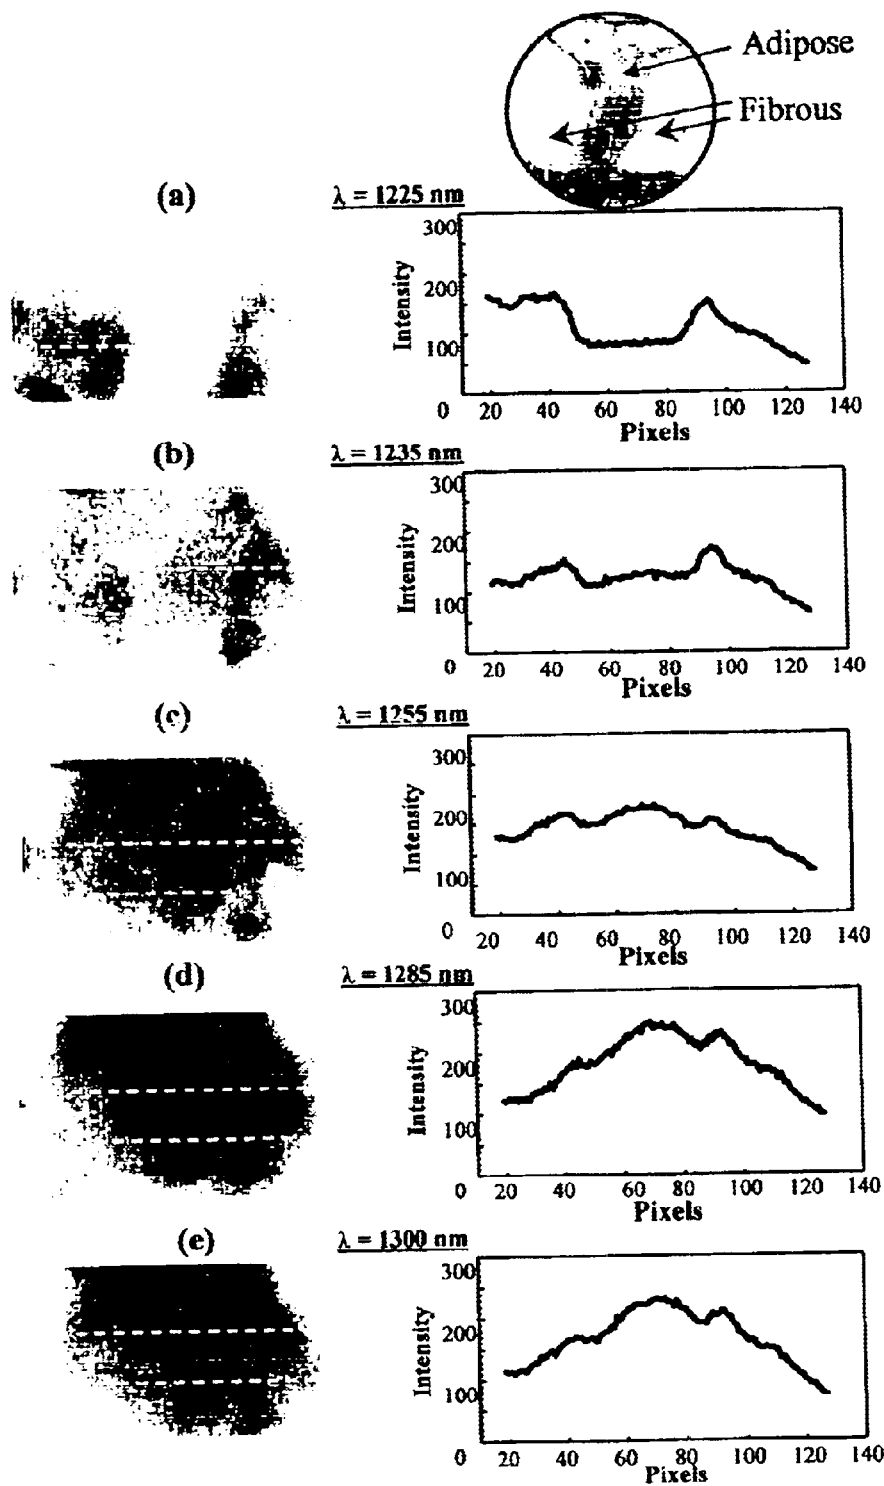 Adipose
Fibrous
(a)
λ = 1225 nm
300
200
100
0
Intensity
20 40 60 80 100 120 140
Pixels
(b)
λ = 1235 nm
300
200
100
0
Intensity
20 40 60 80 100 120 140
Pixels
(c)
λ = 1255 nm
300
200
100
0
Intensity
20 40 60 80 100 120 140
Pixels
(d)
λ = 1285 nm
300
200
100
0
Intensity
20 40 60 80 100 120 140
Pixels
(e)
λ = 1300 nm
300
200
100
0
Intensity
20 40 60 80 100 120 140
Pixels